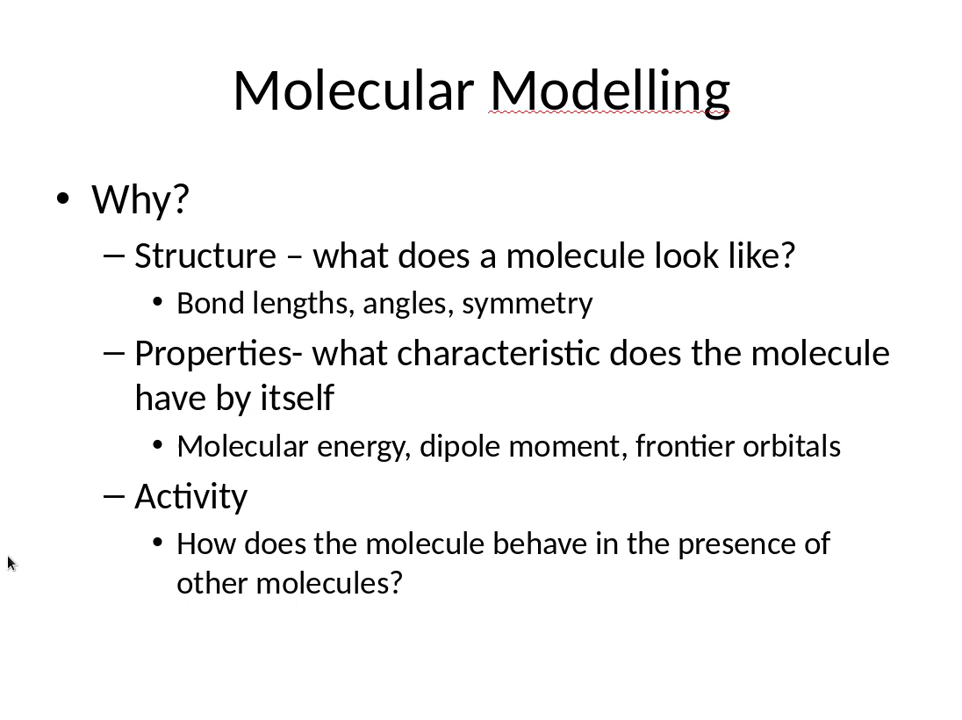 Molecular Modelling
• Why?
– Structure – what does a molecule look like?
• Bond lengths, angles, symmetry
– Properties- what characteristic does the molecule
have by itself
• Molecular energy, dipole moment, frontier orbitals
– Activity
• How does the molecule behave in the presence of
other molecules?